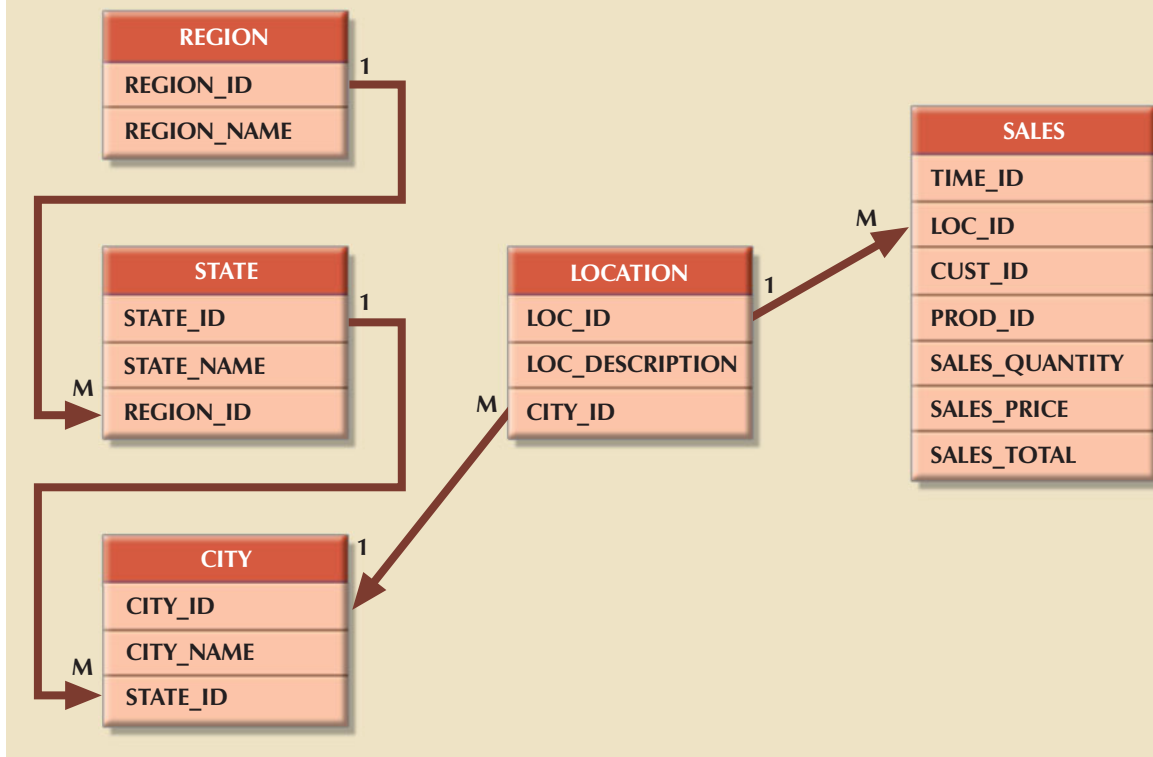 REGION
1
REGION_ID
REGION_NAME
SALES
TIME_ID
M
LOC_ID
STATE
LOCATION
CUST_ID
1
1
STATE_ID
LOC_ID
PROD_ID
STATE_NAME
LOC_DESCRIPTION
SALES_QUANTITY
M
REGION_ID
M
CITY_ID
SALES_PRICE
SALES_TOTAL
CITY
1
CITY_ID
CITY_NAME
M
STATE_ID